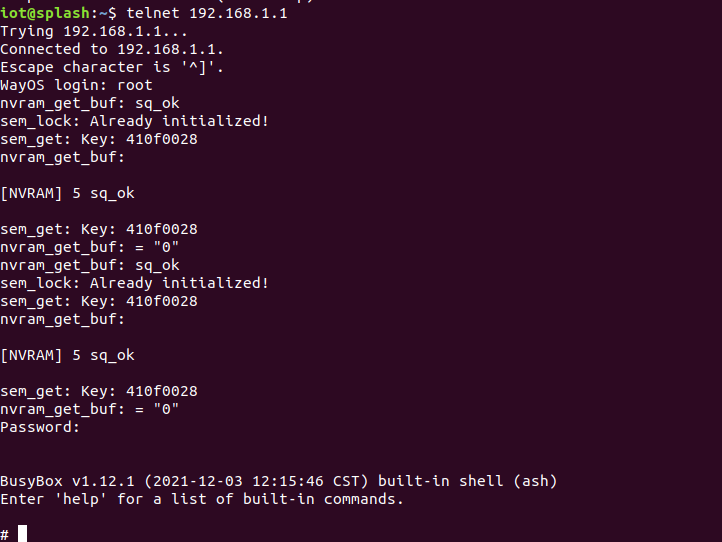 iot@splash:~$ telnet 192.168.1.1
Trying 192.168.1.1...
Connected to 192.168.1.1.
Escape character is '^]'.
WayOS login: root
nvram_get_buf: sq_ok
sem_lock: Already initialized!
sem_get: Key: 410f0028
nvram_get_buf:
[NVRAM] 5 sq_ok
sem_get: Key: 410f0028
nvram_get_buf: = "0"
nvram_get_buf: sq_ok
sem_lock: Already initialized!
sem_get: Key: 410f0028
nvram_get_buf:
[NVRAM] 5 sq_ok
sem_get: Key: 410f0028
nvram_get_buf: = "0"
Password:
BusyBox v1.12.1 (2021-12-03 12:15:46 CST) built-in shell (ash)
Enter 'help' for a list of built-in commands.
#